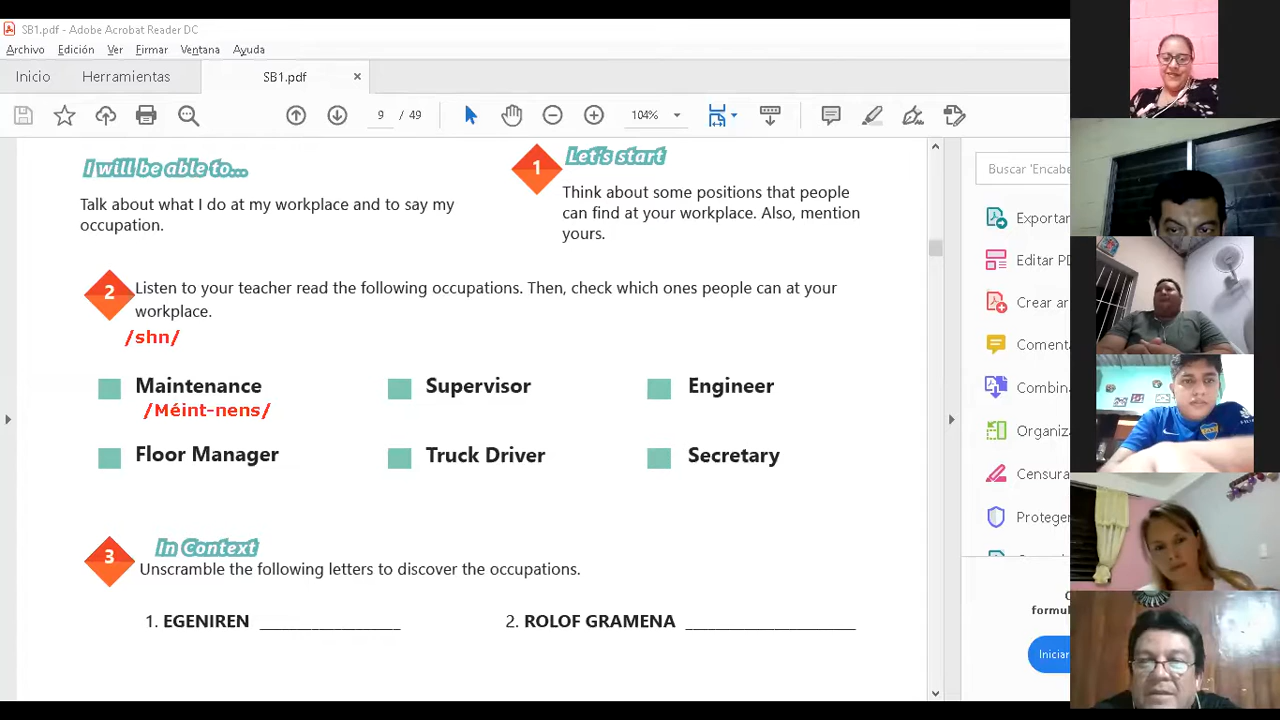 SB1.pdf - Adobe Acrobat Reader DC
Archivo Edición Ver Firmar Ventana Ayuda
Inicio Herramientas SB1.pdf ×
9 / 49 104%
I will be able to...
Talk about what I do at my workplace and to say my
occupation.
1 Let's start
Think about some positions that people
can find at your workplace. Also, mention
yours.
2 Listen to your teacher read the following occupations. Then, check which ones people can at your
workplace.
/shn/
Maintenance Supervisor Engineer
/Méint-nens/
Floor Manager Truck Driver Secretary
3 In Context
Unscramble the following letters to discover the occupations.
1. EGENIREN ________________ 2. ROLOF GRAMENA ___________________
Buscar 'Encabe
Exportar
Editar PD
Crear ar
Comenta
Combina
Organiza
Censura
Proteger
formul
Iniciar